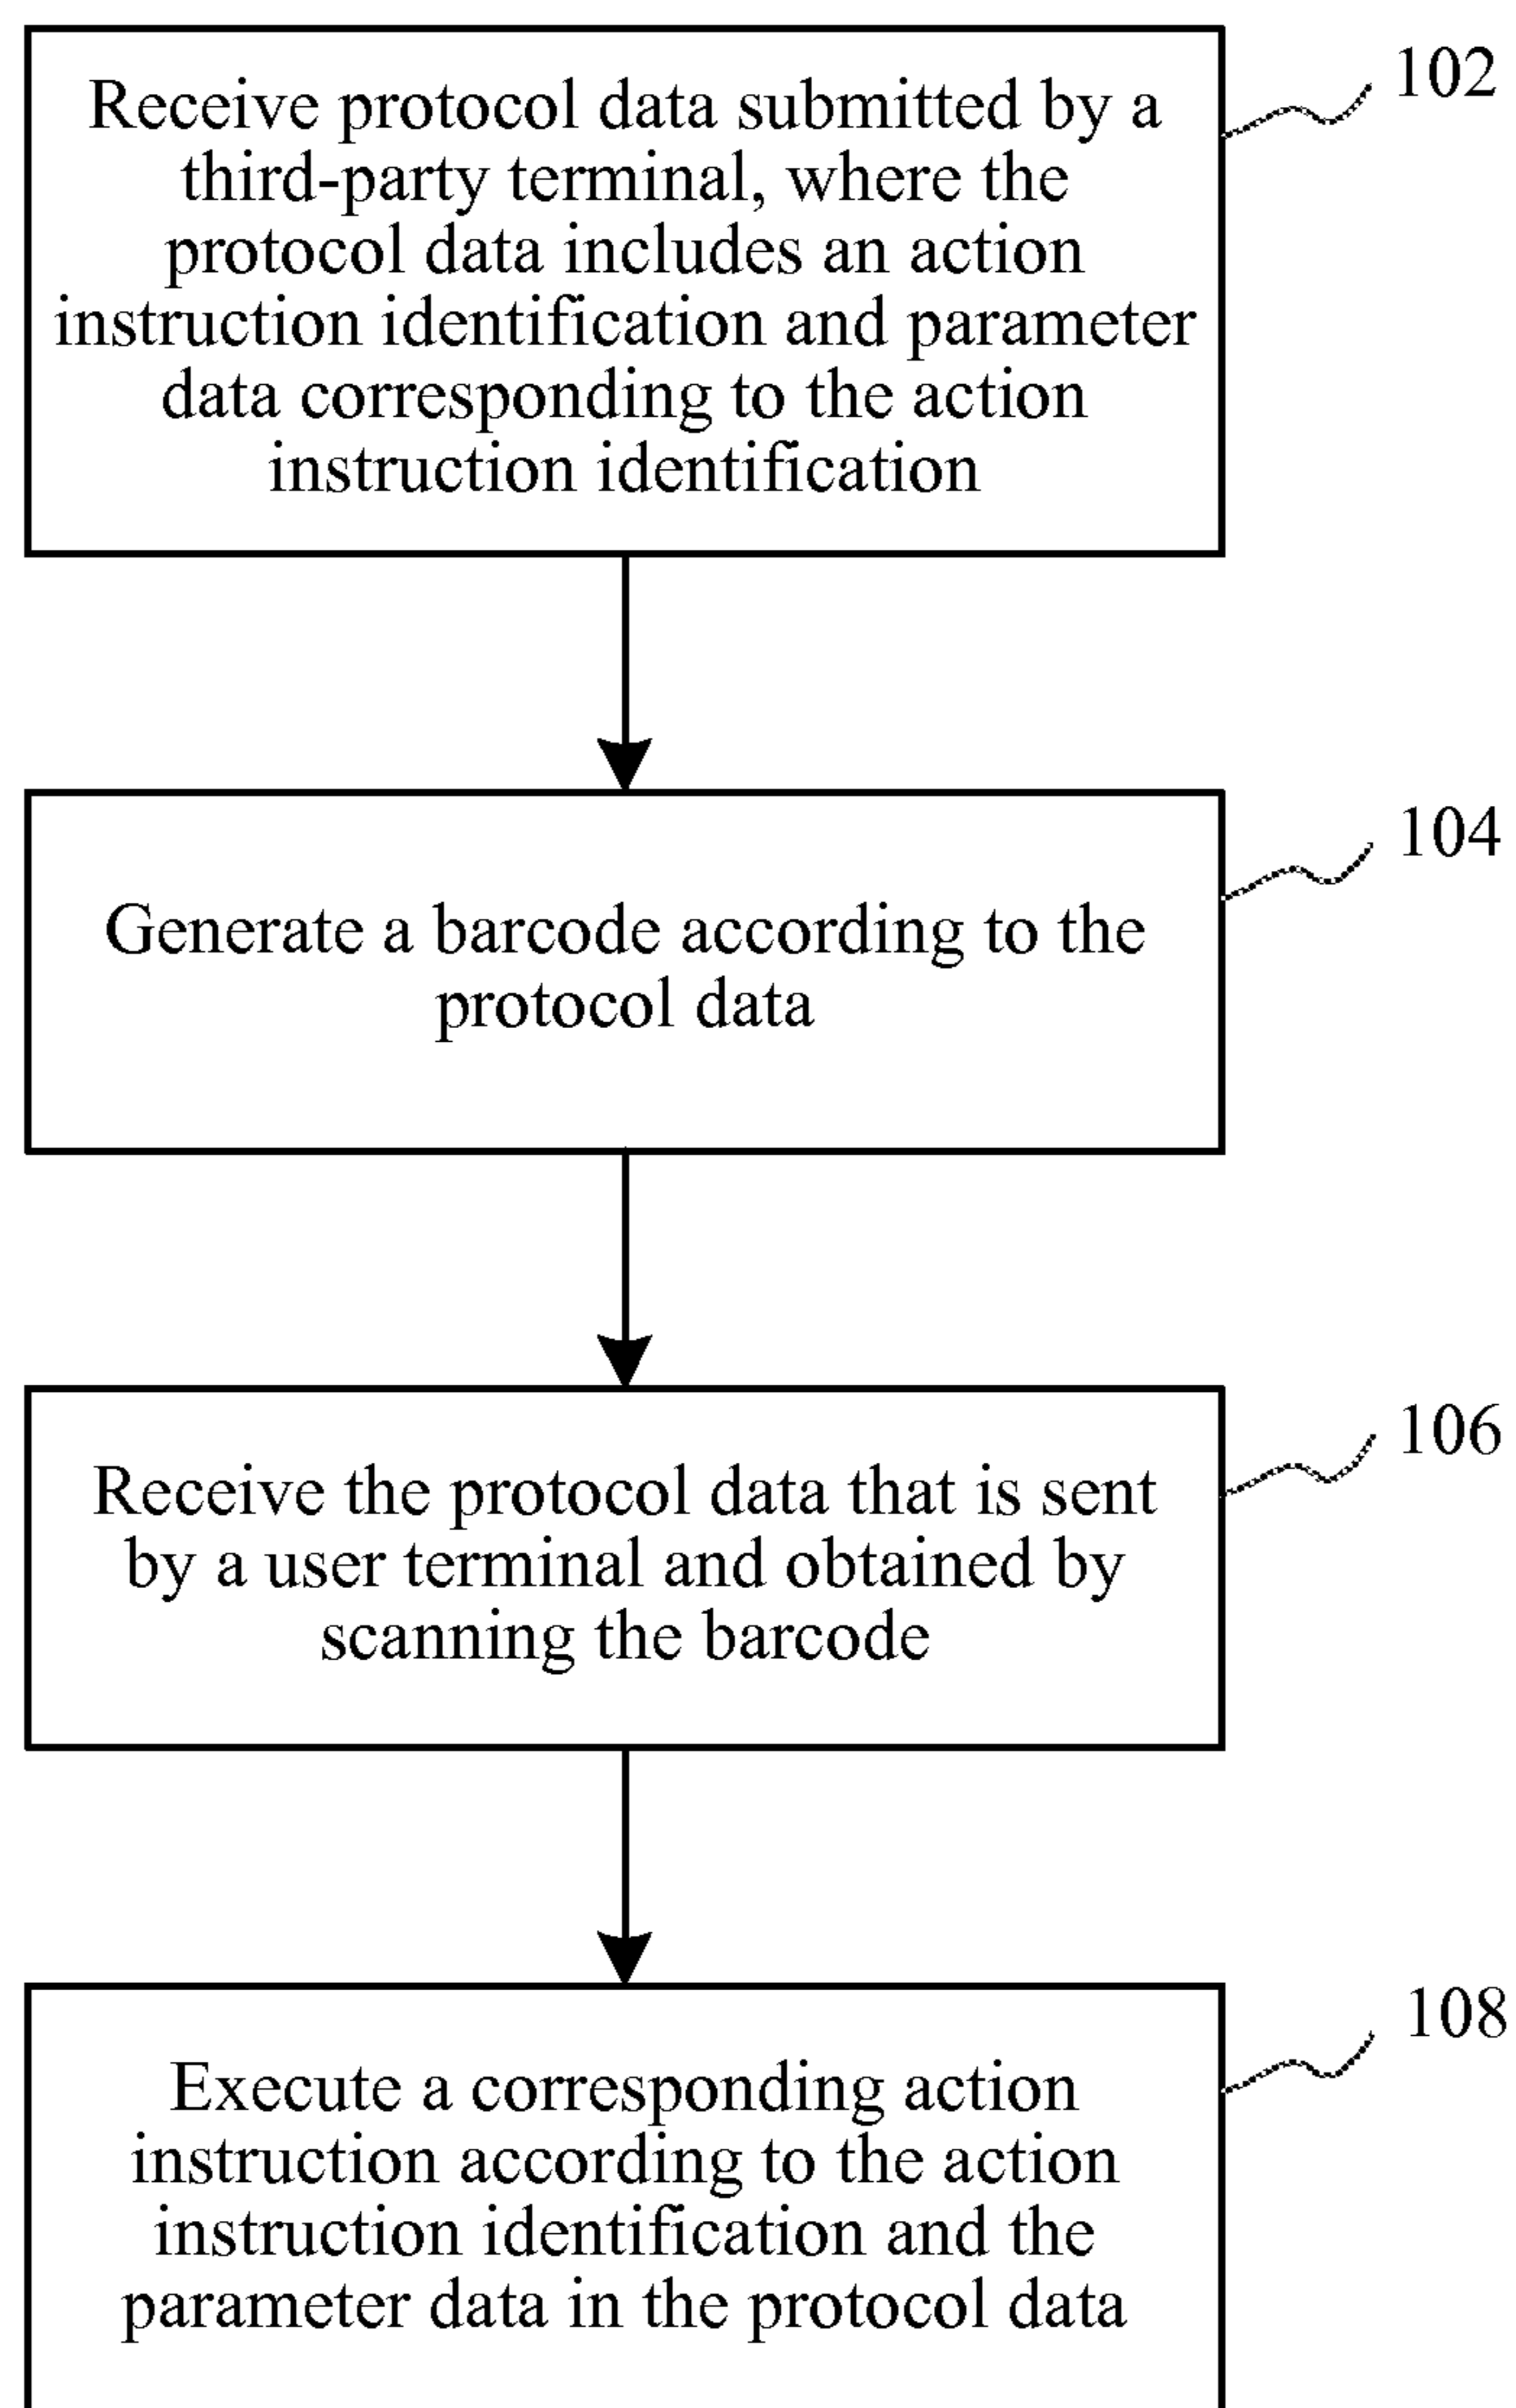 Receive protocol data submitted by a
third-party terminal, where the
protocol data includes an action
instruction identification and parameter
data corresponding to the action
instruction identification
102
Generate a barcode according to the
protocol data
104
Receive the protocol data that is sent
by a user terminal and obtained by
scanning the barcode
106
Execute a corresponding action
instruction according to the action
instruction identification and the
parameter data in the protocol data
108